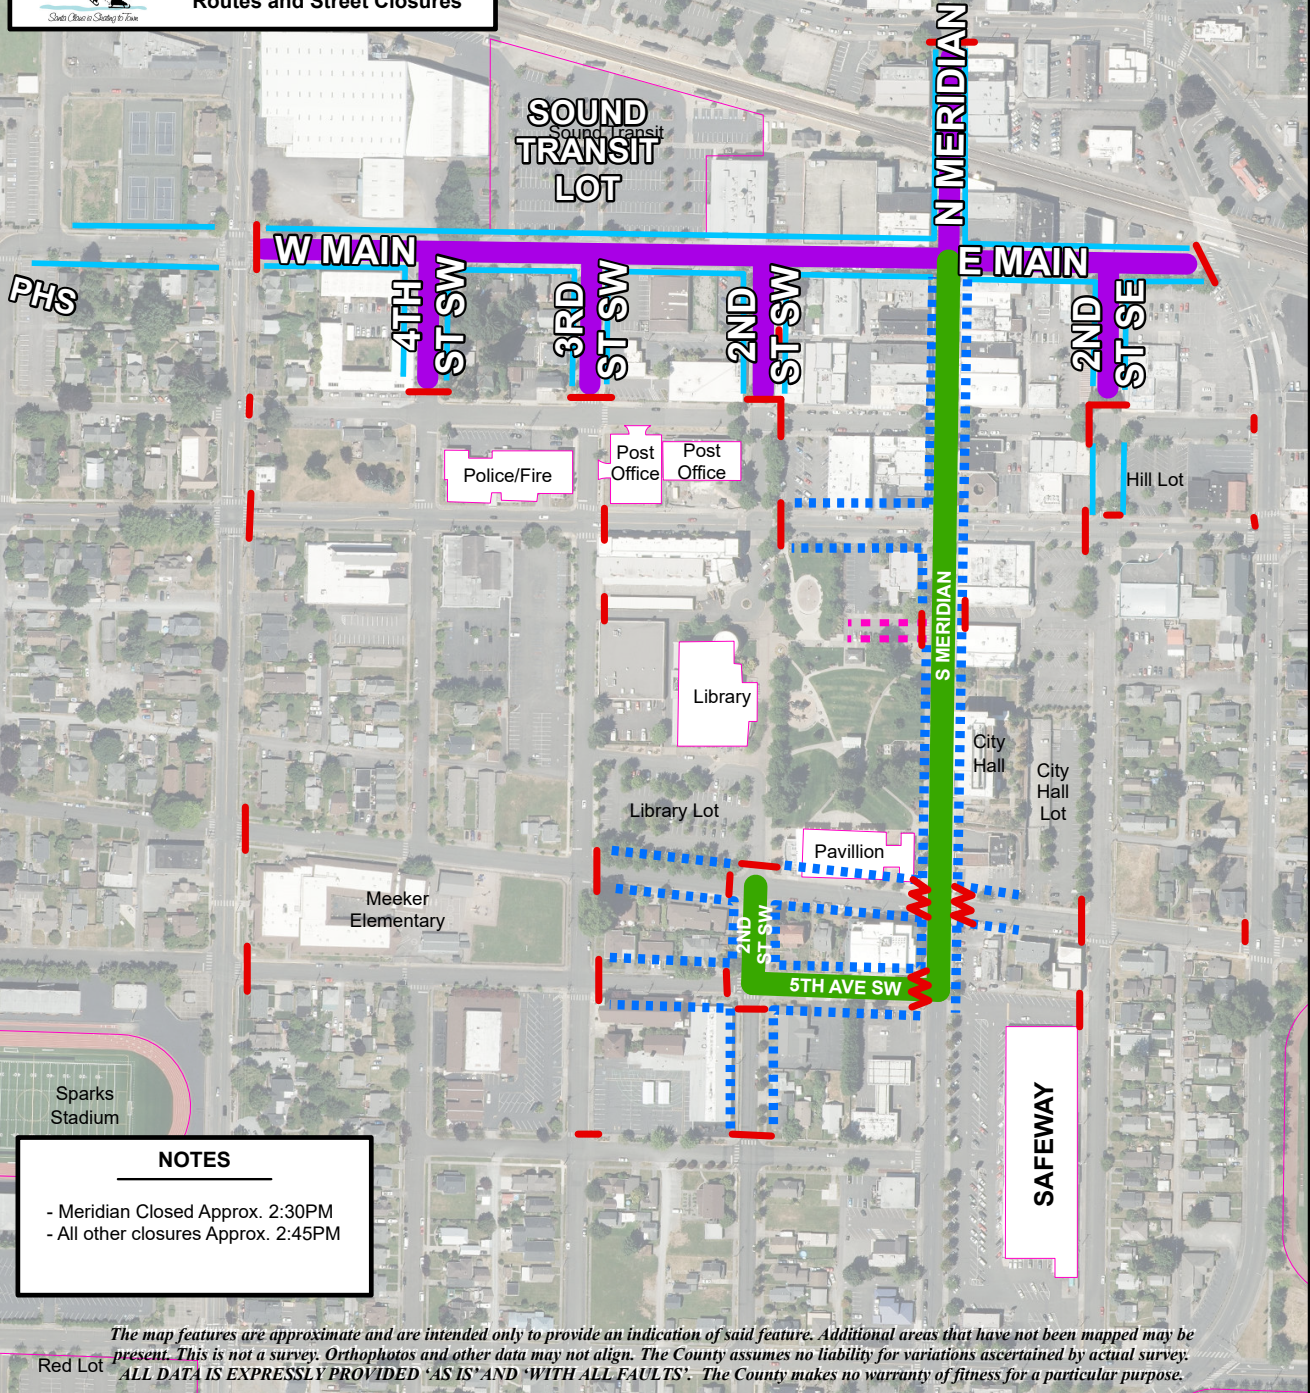 Routes and Street Closures
Santa Claus is Skating to Town
N MERIDIAN
SOUND
TRANSIT
LOT
Sound Transit
W MAIN
E MAIN
PHS
4TH
ST SW
3RD
ST SW
2ND
ST SW
2ND
ST SE
Police/Fire
Post
Office
Post
Office
Hill Lot
S MERIDIAN
Library
City
Hall
City
Hall
Lot
Library Lot
Pavillion
Meeker
Elementary
2ND
ST SW
5TH AVE SW
Sparks
Stadium
SAFEWAY
NOTES
- Meridian Closed Approx. 2:30PM
- All other closures Approx. 2:45PM
Red Lot
The map features are approximate and are intended only to provide an indication of said feature. Additional areas that have not been mapped may be
present. This is not a survey. Orthophotos and other data may not align. The County assumes no liability for variations ascertained by actual survey.
ALL DATA IS EXPRESSLY PROVIDED ‘AS IS’ AND ‘WITH ALL FAULTS’. The County makes no warranty of fitness for a particular purpose.